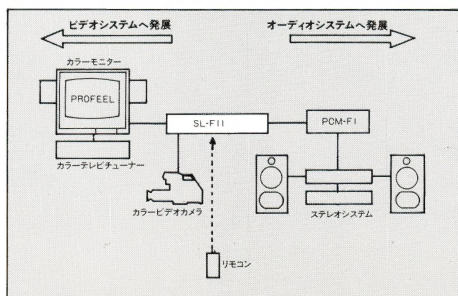 ビデオシステムへ発展
オーディオシステムへ発展
カラーモニター
PROFEEL
SL-F11
PCM-F1
カラーテレビチューナー
カラービデオカメラ
ステレオシステム
リモコン